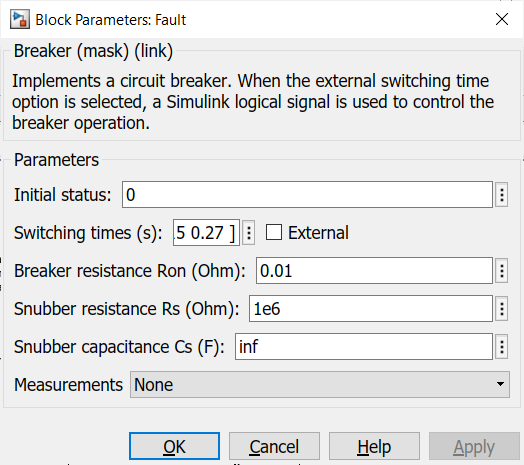 Block Parameters: Fault
Breaker (mask) (link)
Implements a circuit breaker. When the external switching time
option is selected, a Simulink logical signal is used to control the
breaker operation.
Parameters
Initial status: 0
Switching times (s): .5 0.27 ] External
Breaker resistance Ron (Ohm): 0.01
Snubber resistance Rs (Ohm): 1e6
Snubber capacitance Cs (F): inf
Measurements None
OK Cancel Help Apply